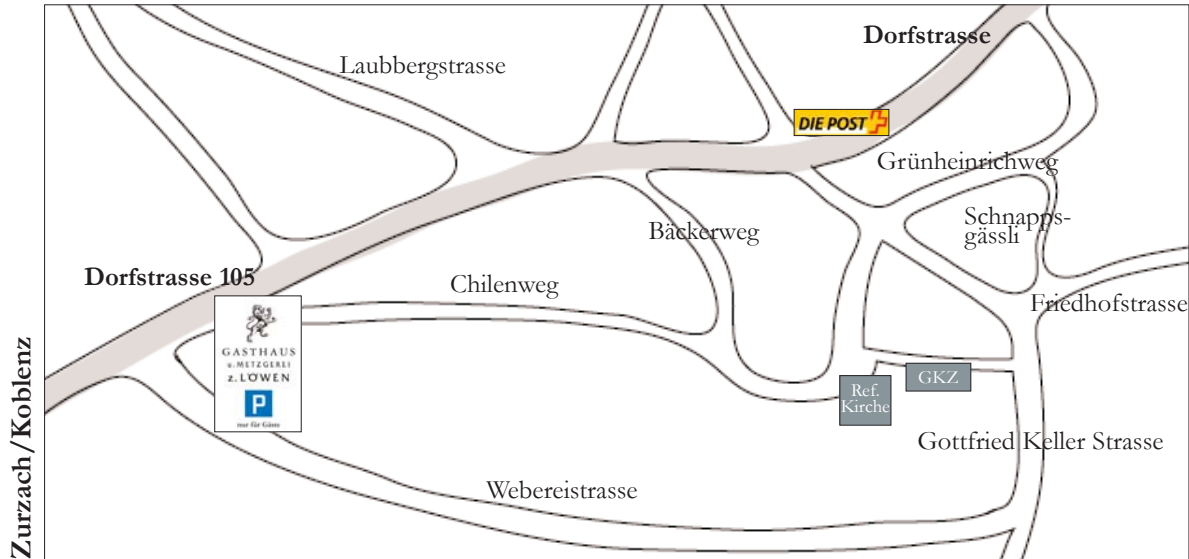 Dorfstrasse
Laubbergstrasse
DIE POST
Grünheinrichweg
Schnapps-
gässli
Bäckerweg
Dorfstrasse 105
Chilenweg
Friedhofstrasse
GASTHAUS
u. METZGEREI
z. LÖWEN
P
nur für Gäste
Ref.
Kirche
GKZ
Gottfried Keller Strasse
Webereistrasse
Zurzach/Koblenz